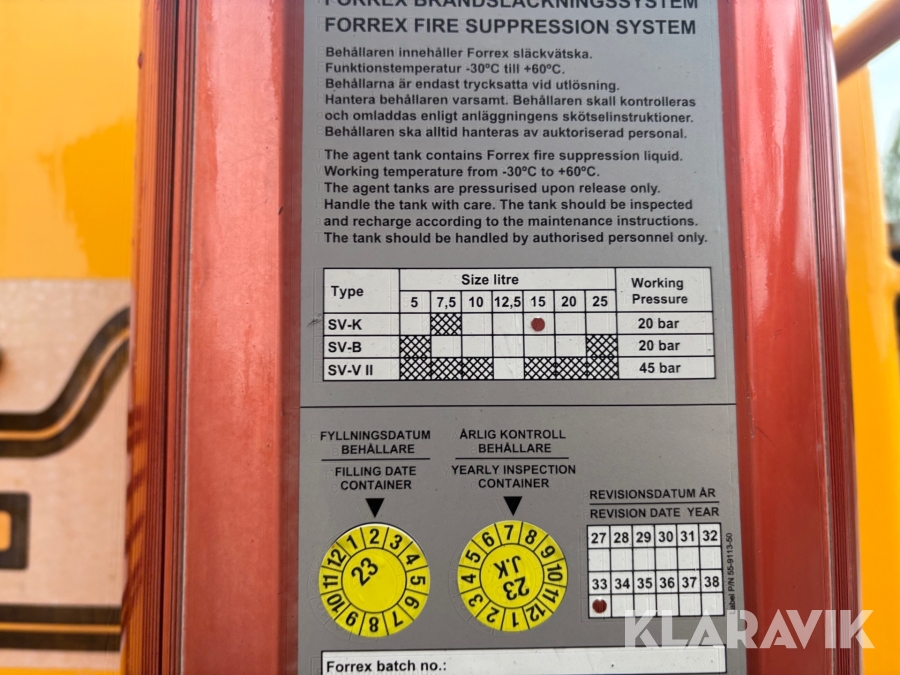 FORREX BRANDSLÄCKNINGSSYSTEM
FORREX FIRE SUPPRESSION SYSTEM
Behållaren innehåller Forrex släckvätska.
Funktionstemperatur -30ºC till +60ºC.
Behållarna är endast trycksatta vid utlösning.
Hantera behållaren varsamt. Behållaren skall kontrolleras
och omladdas enligt anläggningens skötselinstruktioner.
Behållaren ska alltid hanteras av auktoriserad personal.
The agent tank contains Forrex fire suppression liquid.
Working temperature from -30ºC to +60ºC.
The agent tanks are pressurised upon release only.
Handle the tank with care. The tank should be inspected
and recharge according to the maintenance instructions.
The tank should be handled by authorised personnel only.
Type Size litre Working Pressure
5 7,5 10 12,5 15 20 25
SV-K 20 bar
SV-B 20 bar
SV-V II 45 bar
FYLLNINGSDATUM
BEHÅLLARE
FILLING DATE
CONTAINER
1 2 3 4 5 6 7 8 9 10 11 12
23
ÅRLIG KONTROLL
BEHÅLLARE
YEARLY INSPECTION
CONTAINER
1 2 3 4 5 6 7 8 9 10 11 12
23
J.K
REVISIONSDATUM ÅR
REVISION DATE YEAR
27 28 29 30 31 32
33 34 35 36 37 38
P/N 55-9113-50
Forrex batch no.:
KLARAVIK